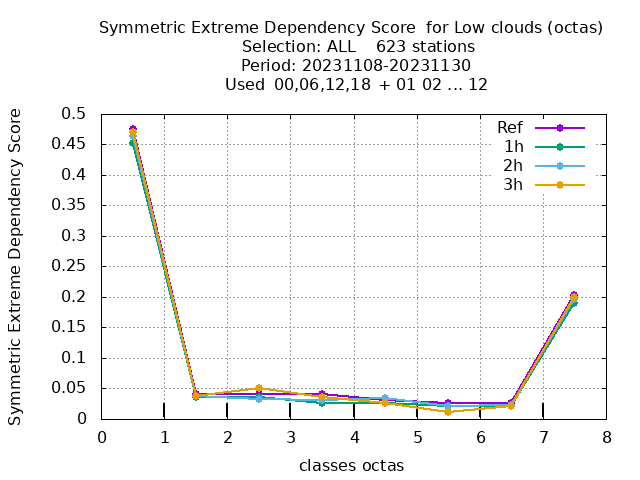 Symmetric Extreme Dependency Score  for Low clouds (octas)
Selection: ALL    623 stations
Period: 20231108-20231130
Used  00,06,12,18  + 01 02 ... 12
Symmetric Extreme Dependency Score
0.5
0.45
0.4
0.35
0.3
0.25
0.2
0.15
0.1
0.05
0
Ref
1h
2h
3h
0 1 2 3 4 5 6 7 8
classes octas